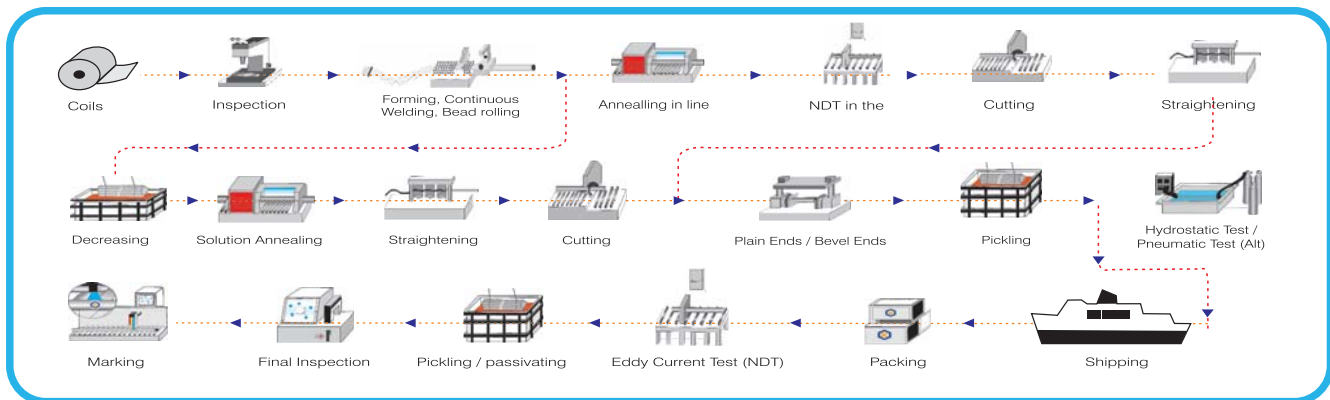 Coils
Inspection
Forming, Continuous
Welding, Bead rolling
Annealling in line
NDT in the
Cutting
Straightening
Decreasing
Solution Annealing
Straightening
Cutting
Plain Ends / Bevel Ends
Pickling
Hydrostatic Test /
Pneumatic Test (Alt)
Marking
Final Inspection
Pickling / passivating
Eddy Current Test (NDT)
Packing
Shipping